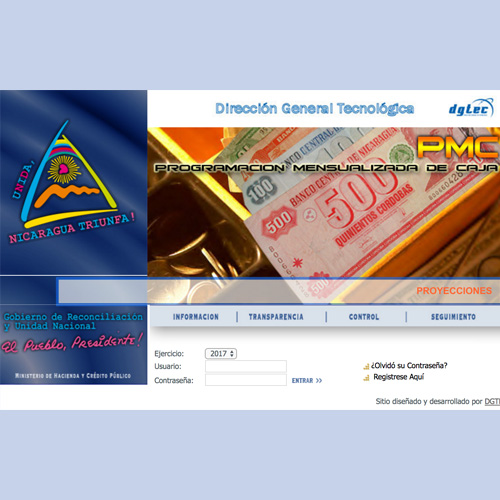 Dirección General Tecnológica
dgtec
PMC
PROGRAMACION MENSUALIZADA DE CAJA
UNIDA,
NICARAGUA TRIUNFA!
BANCO CENTRAL DE NICARAGUA
100
500
500
QUINIENTOS CORDOBAS
500
PROYECCIONES
Gobierno de Reconciliación
y Unidad Nacional
El Pueblo, Presidente!
MINISTERIO DE HACIENDA Y CRÉDITO PÚBLICO
INFORMACION | TRANSPARENCIA | CONTROL | SEGUIMIENTO
Ejercicio: 2017
Usuario:
Contraseña: ENTRAR >>
¿Olvidó su Contraseña?
Registrese Aquí
Sitio diseñado y desarrollado por